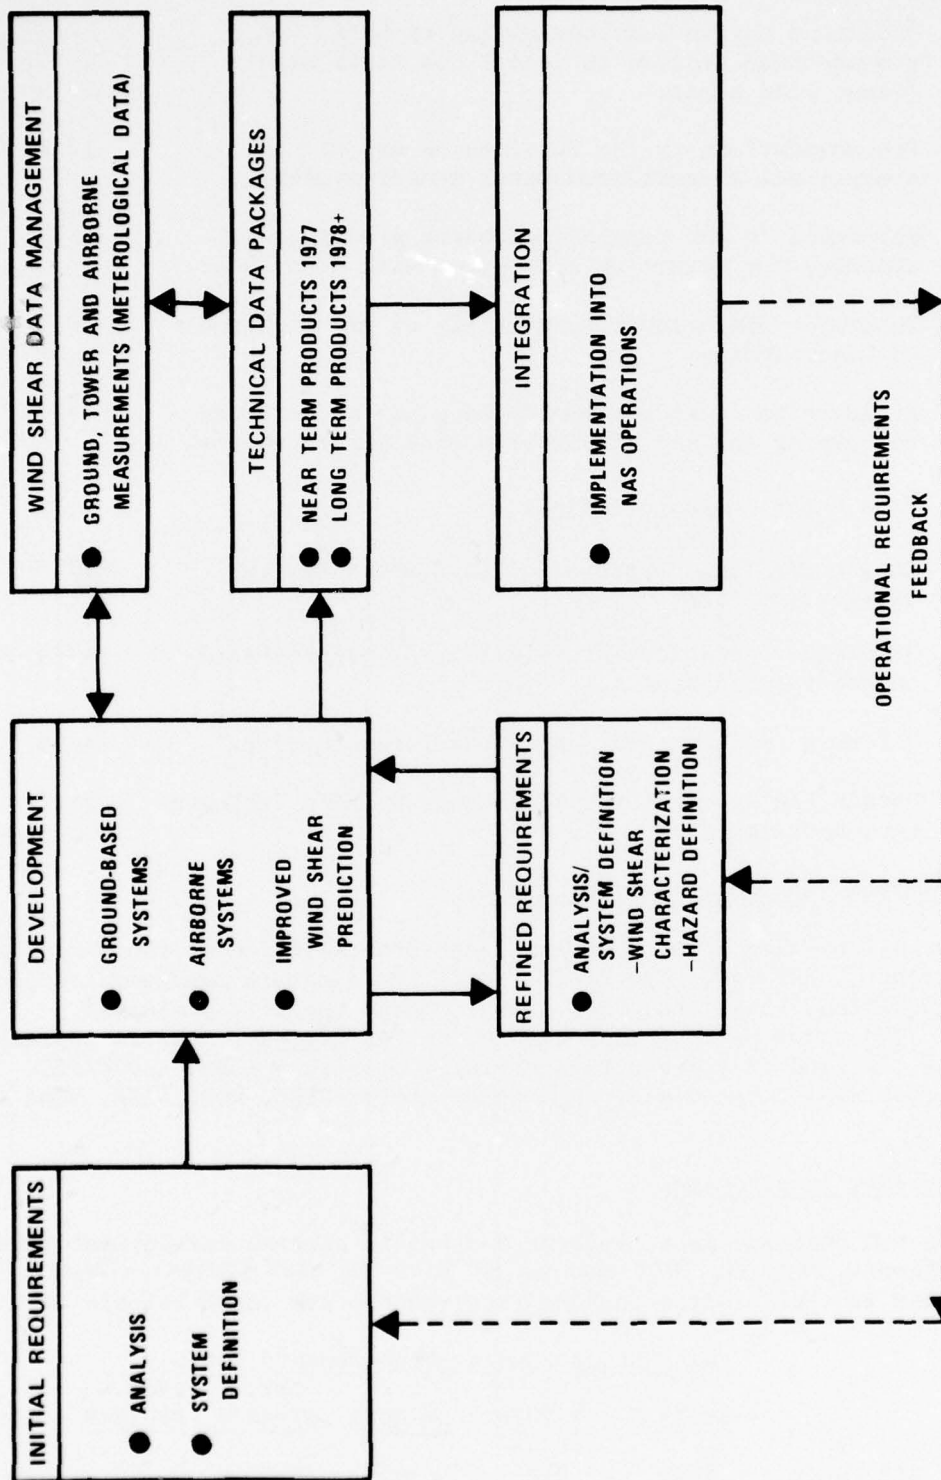 INITIAL REQUIREMENTS
● ANALYSIS
● SYSTEM
DEFINITION
DEVELOPMENT
● GROUND-BASED
SYSTEMS
● AIRBORNE
SYSTEMS
● IMPROVED
WIND SHEAR
PREDICTION
REFINED REQUIREMENTS
● ANALYSIS/
SYSTEM DEFINITION
–WIND SHEAR
CHARACTERIZATION
–HAZARD DEFINITION
WIND SHEAR DATA MANAGEMENT
● GROUND, TOWER AND AIRBORNE
MEASUREMENTS (METEROLOGICAL DATA)
TECHNICAL DATA PACKAGES
● NEAR TERM PRODUCTS 1977
● LONG TERM PRODUCTS 1978+
INTEGRATION
● IMPLEMENTATION INTO
NAS OPERATIONS
OPERATIONAL REQUIREMENTS
FEEDBACK